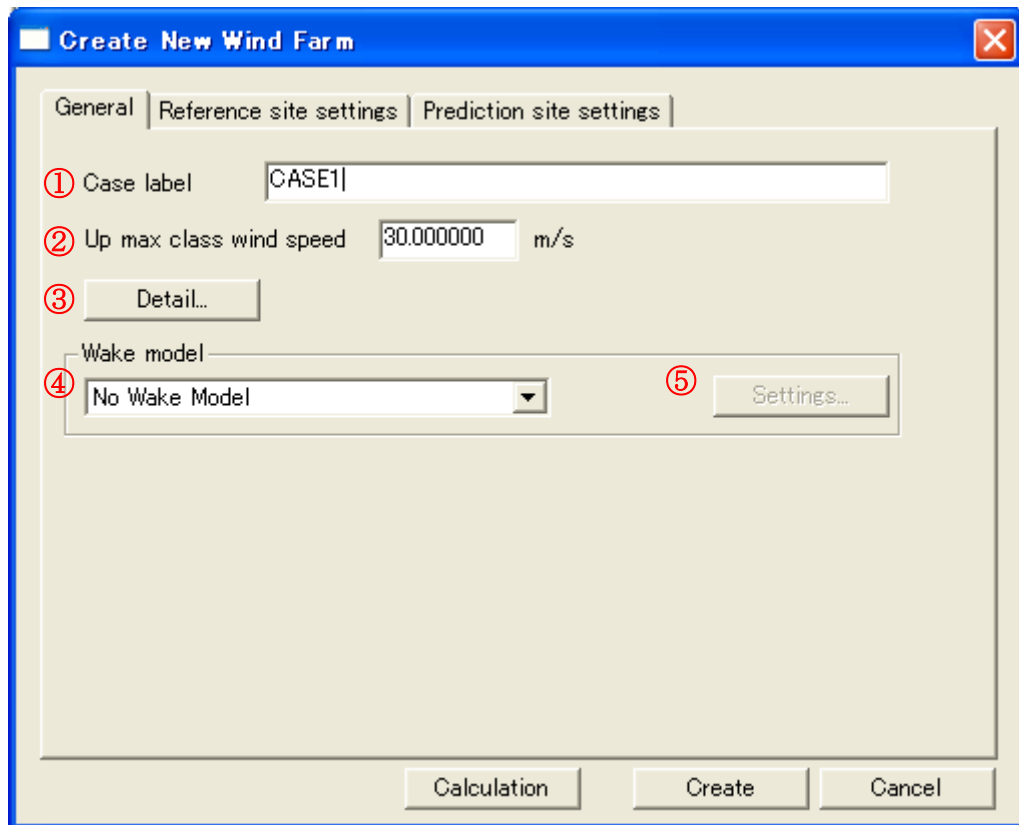 Create New Wind Farm
General Reference site settings Prediction site settings
① Case label CASE1
② Up max class wind speed 30.000000 m/s
③ Detail...
Wake model
④ No Wake Model ⑤ Settings...
Calculation Create Cancel